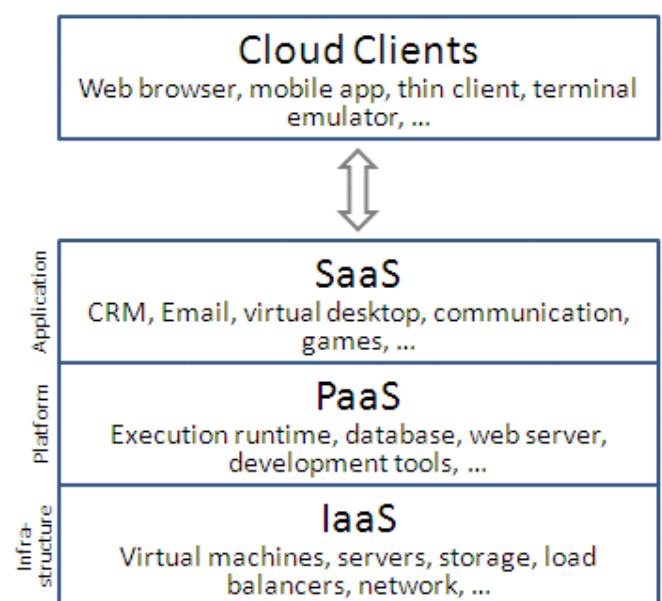 Cloud Clients
Web browser, mobile app, thin client, terminal
emulator, ...
Application
SaaS
CRM, Email, virtual desktop, communication,
games, ...
Platform
PaaS
Execution runtime, database, web server,
development tools, ...
Infra-
structure
IaaS
Virtual machines, servers, storage, load
balancers, network, ...